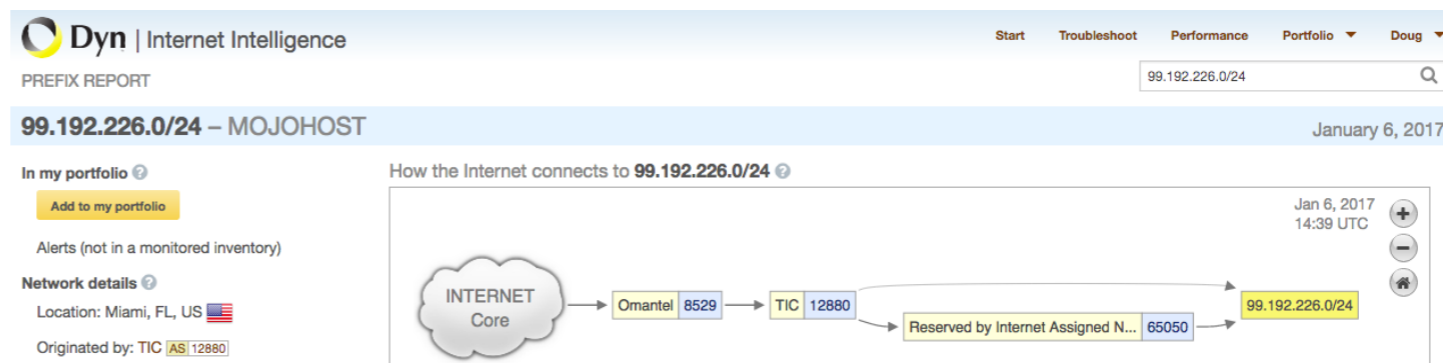 Dyn | Internet Intelligence
Start Troubleshoot Performance Portfolio Doug
PREFIX REPORT
99.192.226.0/24
99.192.226.0/24 – MOJOHOST
January 6, 2017
In my portfolio ?
Add to my portfolio
Alerts (not in a monitored inventory)
Network details ?
Location: Miami, FL, US
Originated by: TIC AS 12880
How the Internet connects to 99.192.226.0/24 ?
Jan 6, 2017
14:39 UTC
INTERNET
Core
Omantel 8529
TIC 12880
Reserved by Internet Assigned N... 65050
99.192.226.0/24